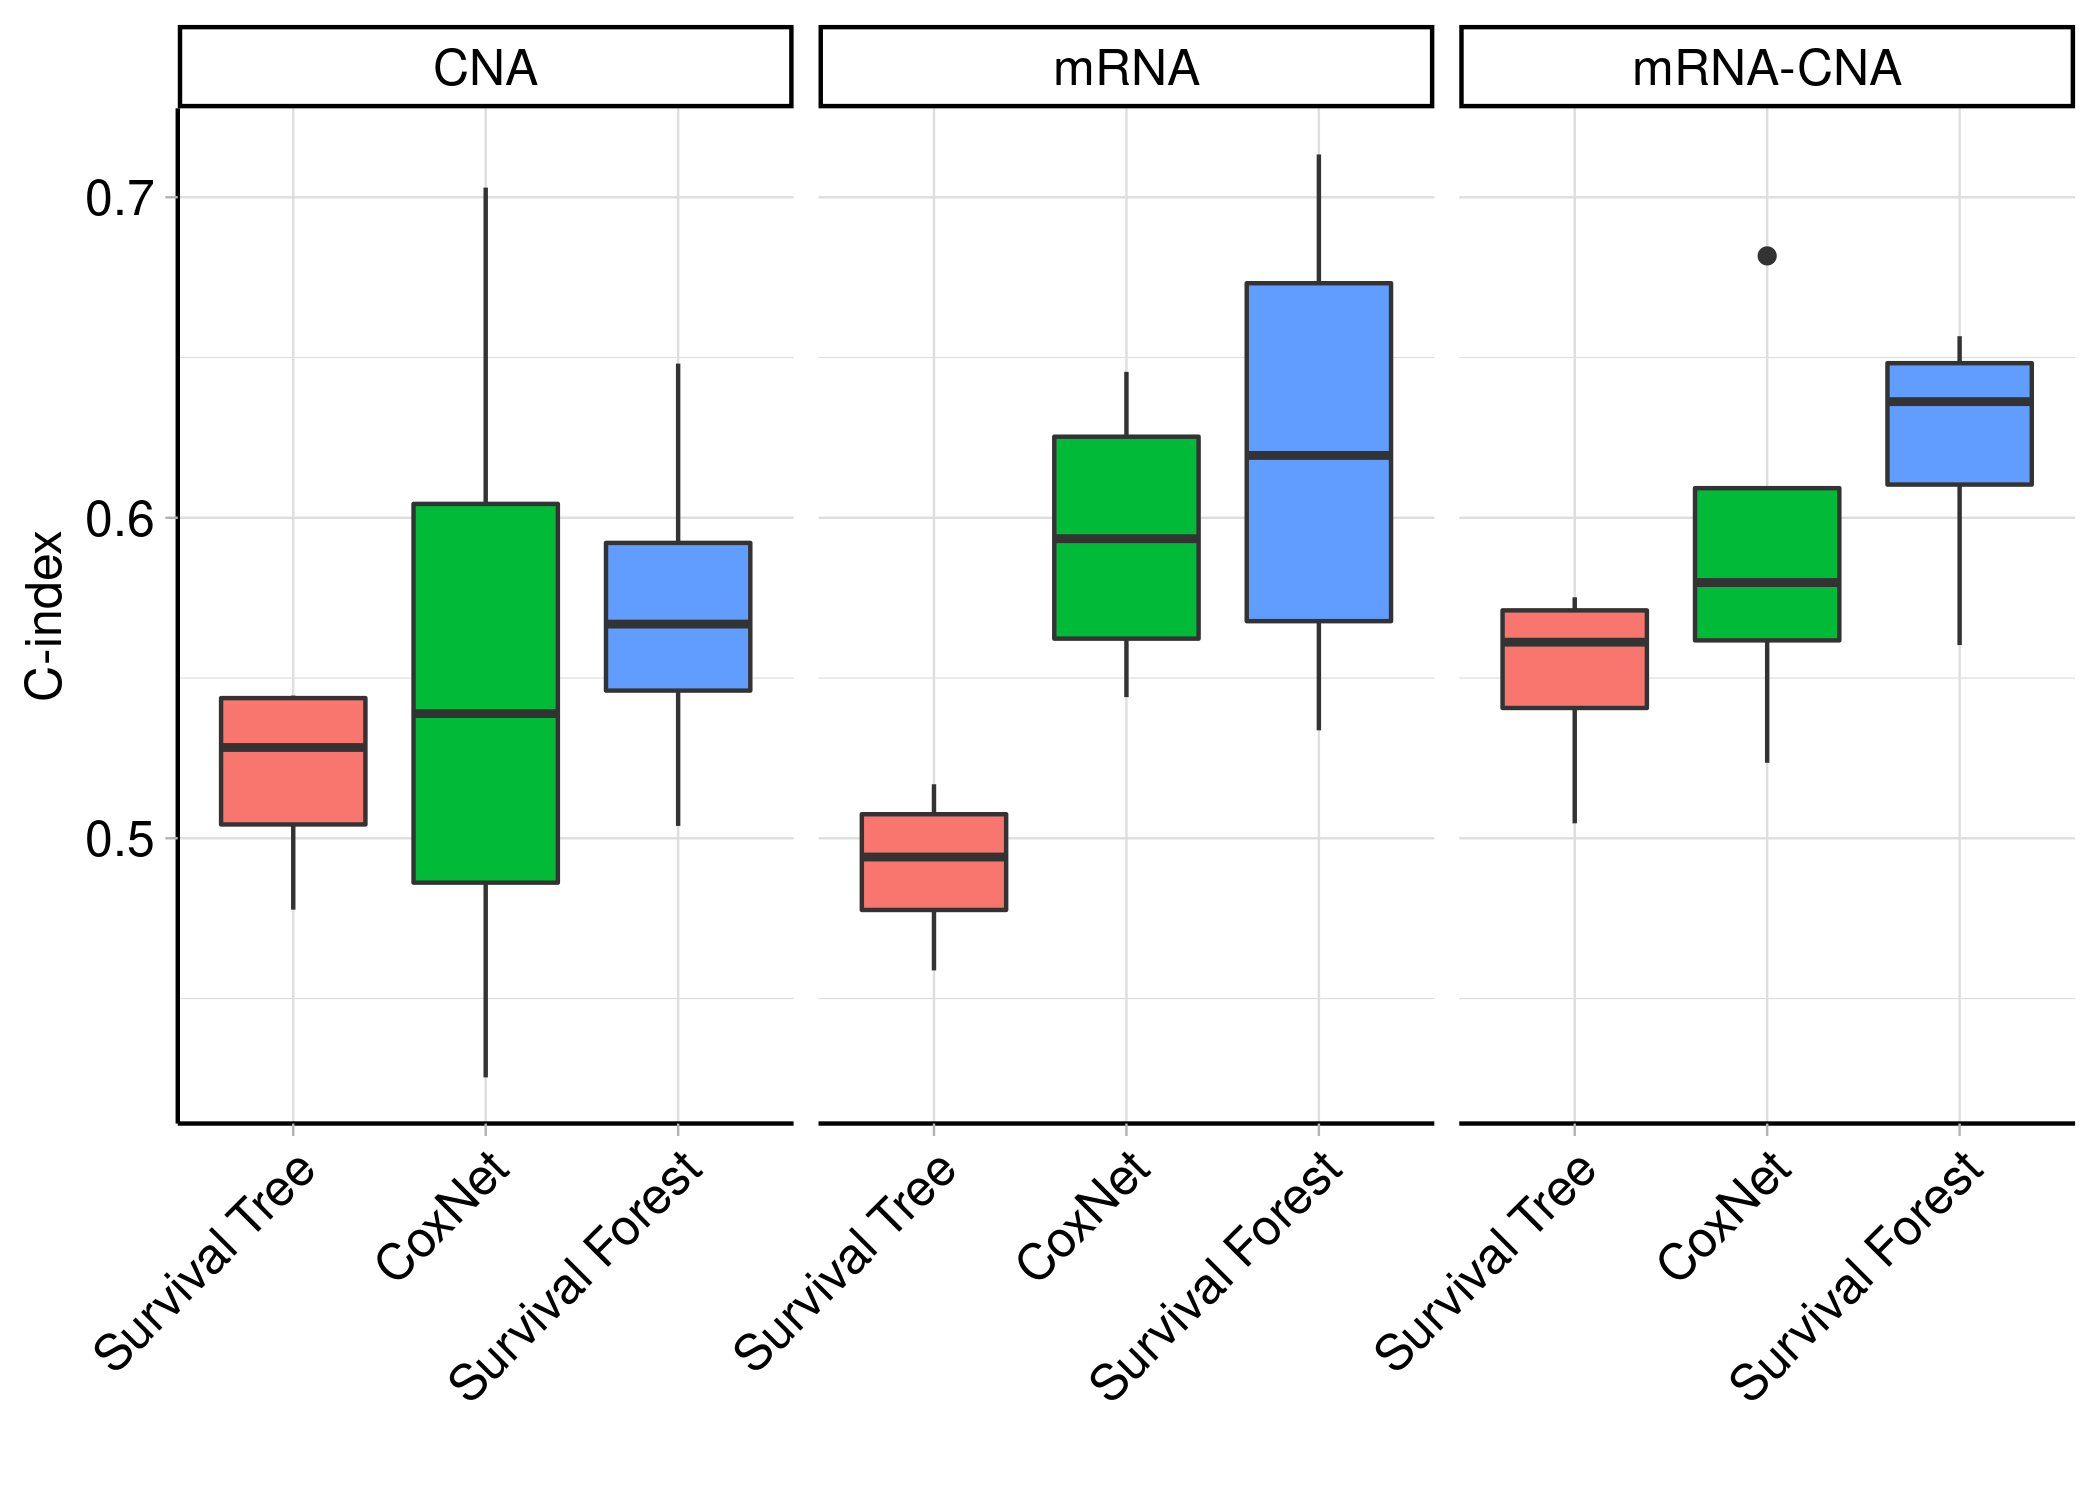 CNA
mRNA
mRNA-CNA
C-index
0.7
0.6
0.5
Survival Tree
CoxNet
Survival Forest
Survival Tree
CoxNet
Survival Forest
Survival Tree
CoxNet
Survival Forest